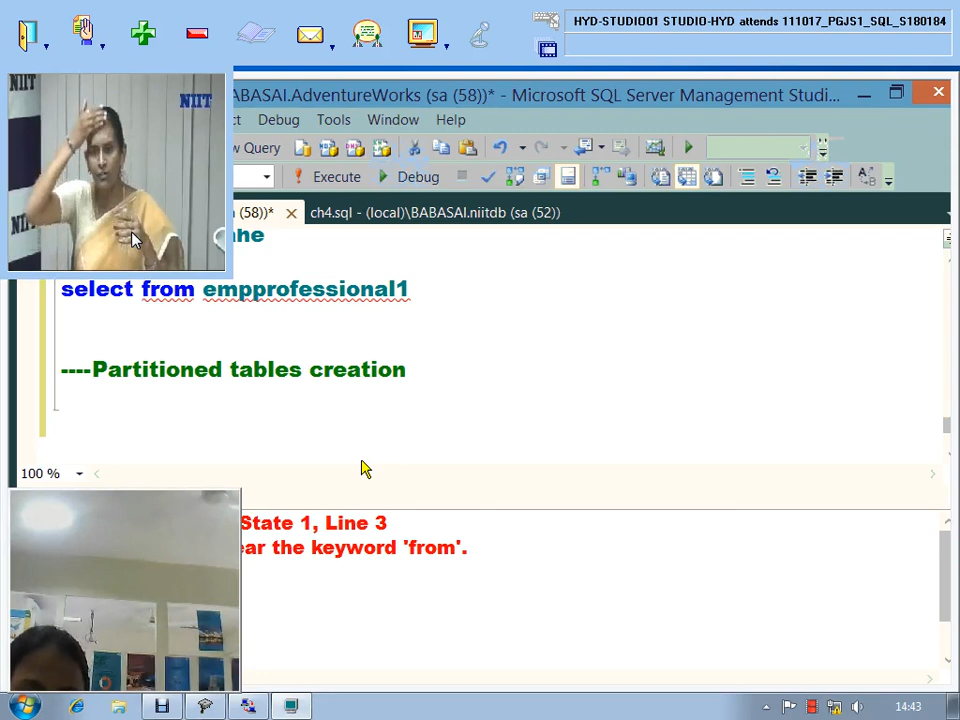 HYD-STUDIO01 STUDIO-HYD attends 111017_PGJS1_SQL_S180184
NIIT
NIIT
ABASAI.AdventureWorks (sa (58))* - Microsoft SQL Server Management Studi...
ct Debug Tools Window Help
w Query
Execute Debug
(58))* ch4.sql - (local)\BABASAI.niitdb (sa (52))
ahe
select from empprofessional1
----Partitioned tables creation
100 %
State 1, Line 3
ear the keyword 'from'.
14:43